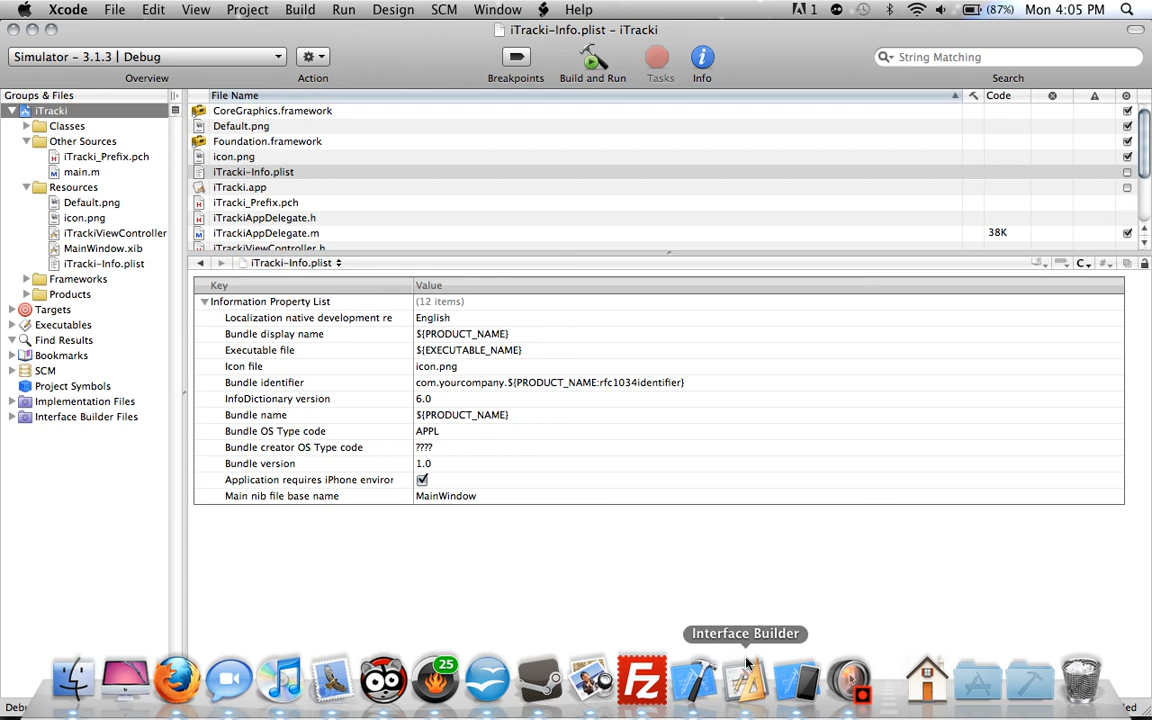 Xcode File Edit View Project Build Run Design SCM Window Help 1 (87%) Mon 4:05 PM
iTracki-Info.plist – iTracki
Simulator – 3.1.3 | Debug
String Matching
Overview Action Breakpoints Build and Run Tasks Info Search
Groups & Files
File Name Code
iTracki
Classes
Other Sources
iTracki_Prefix.pch
main.m
Resources
Default.png
icon.png
iTrackiViewController
MainWindow.xib
iTracki-Info.plist
Frameworks
Products
Targets
Executables
Find Results
Bookmarks
SCM
Project Symbols
Implementation Files
Interface Builder Files
CoreGraphics.framework
Default.png
Foundation.framework
icon.png
iTracki-Info.plist
iTracki.app
iTracki_Prefix.pch
iTrackiAppDelegate.h
iTrackiAppDelegate.m 38K
iTrackiViewController.h
iTracki-Info.plist
C #
Key Value
Information Property List (12 items)
Localization native development re English
Bundle display name ${PRODUCT_NAME}
Executable file ${EXECUTABLE_NAME}
Icon file icon.png
Bundle identifier com.yourcompany.${PRODUCT_NAME:rfc1034identifier}
InfoDictionary version 6.0
Bundle name ${PRODUCT_NAME}
Bundle OS Type code APPL
Bundle creator OS Type code ????
Bundle version 1.0
Application requires iPhone environ
Main nib file base name MainWindow
Interface Builder
25
Fz
Deb
led